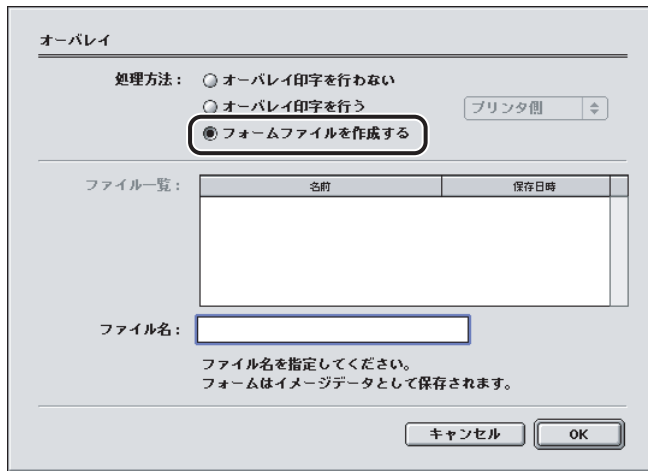 オーバレイ
処理方法： オーバレイ印字を行わない
オーバレイ印字を行う プリンタ側
フォームファイルを作成する
ファイル一覧： 名前 保存日時
ファイル名：
ファイル名を指定してください。
フォームはイメージデータとして保存されます。
キャンセル OK